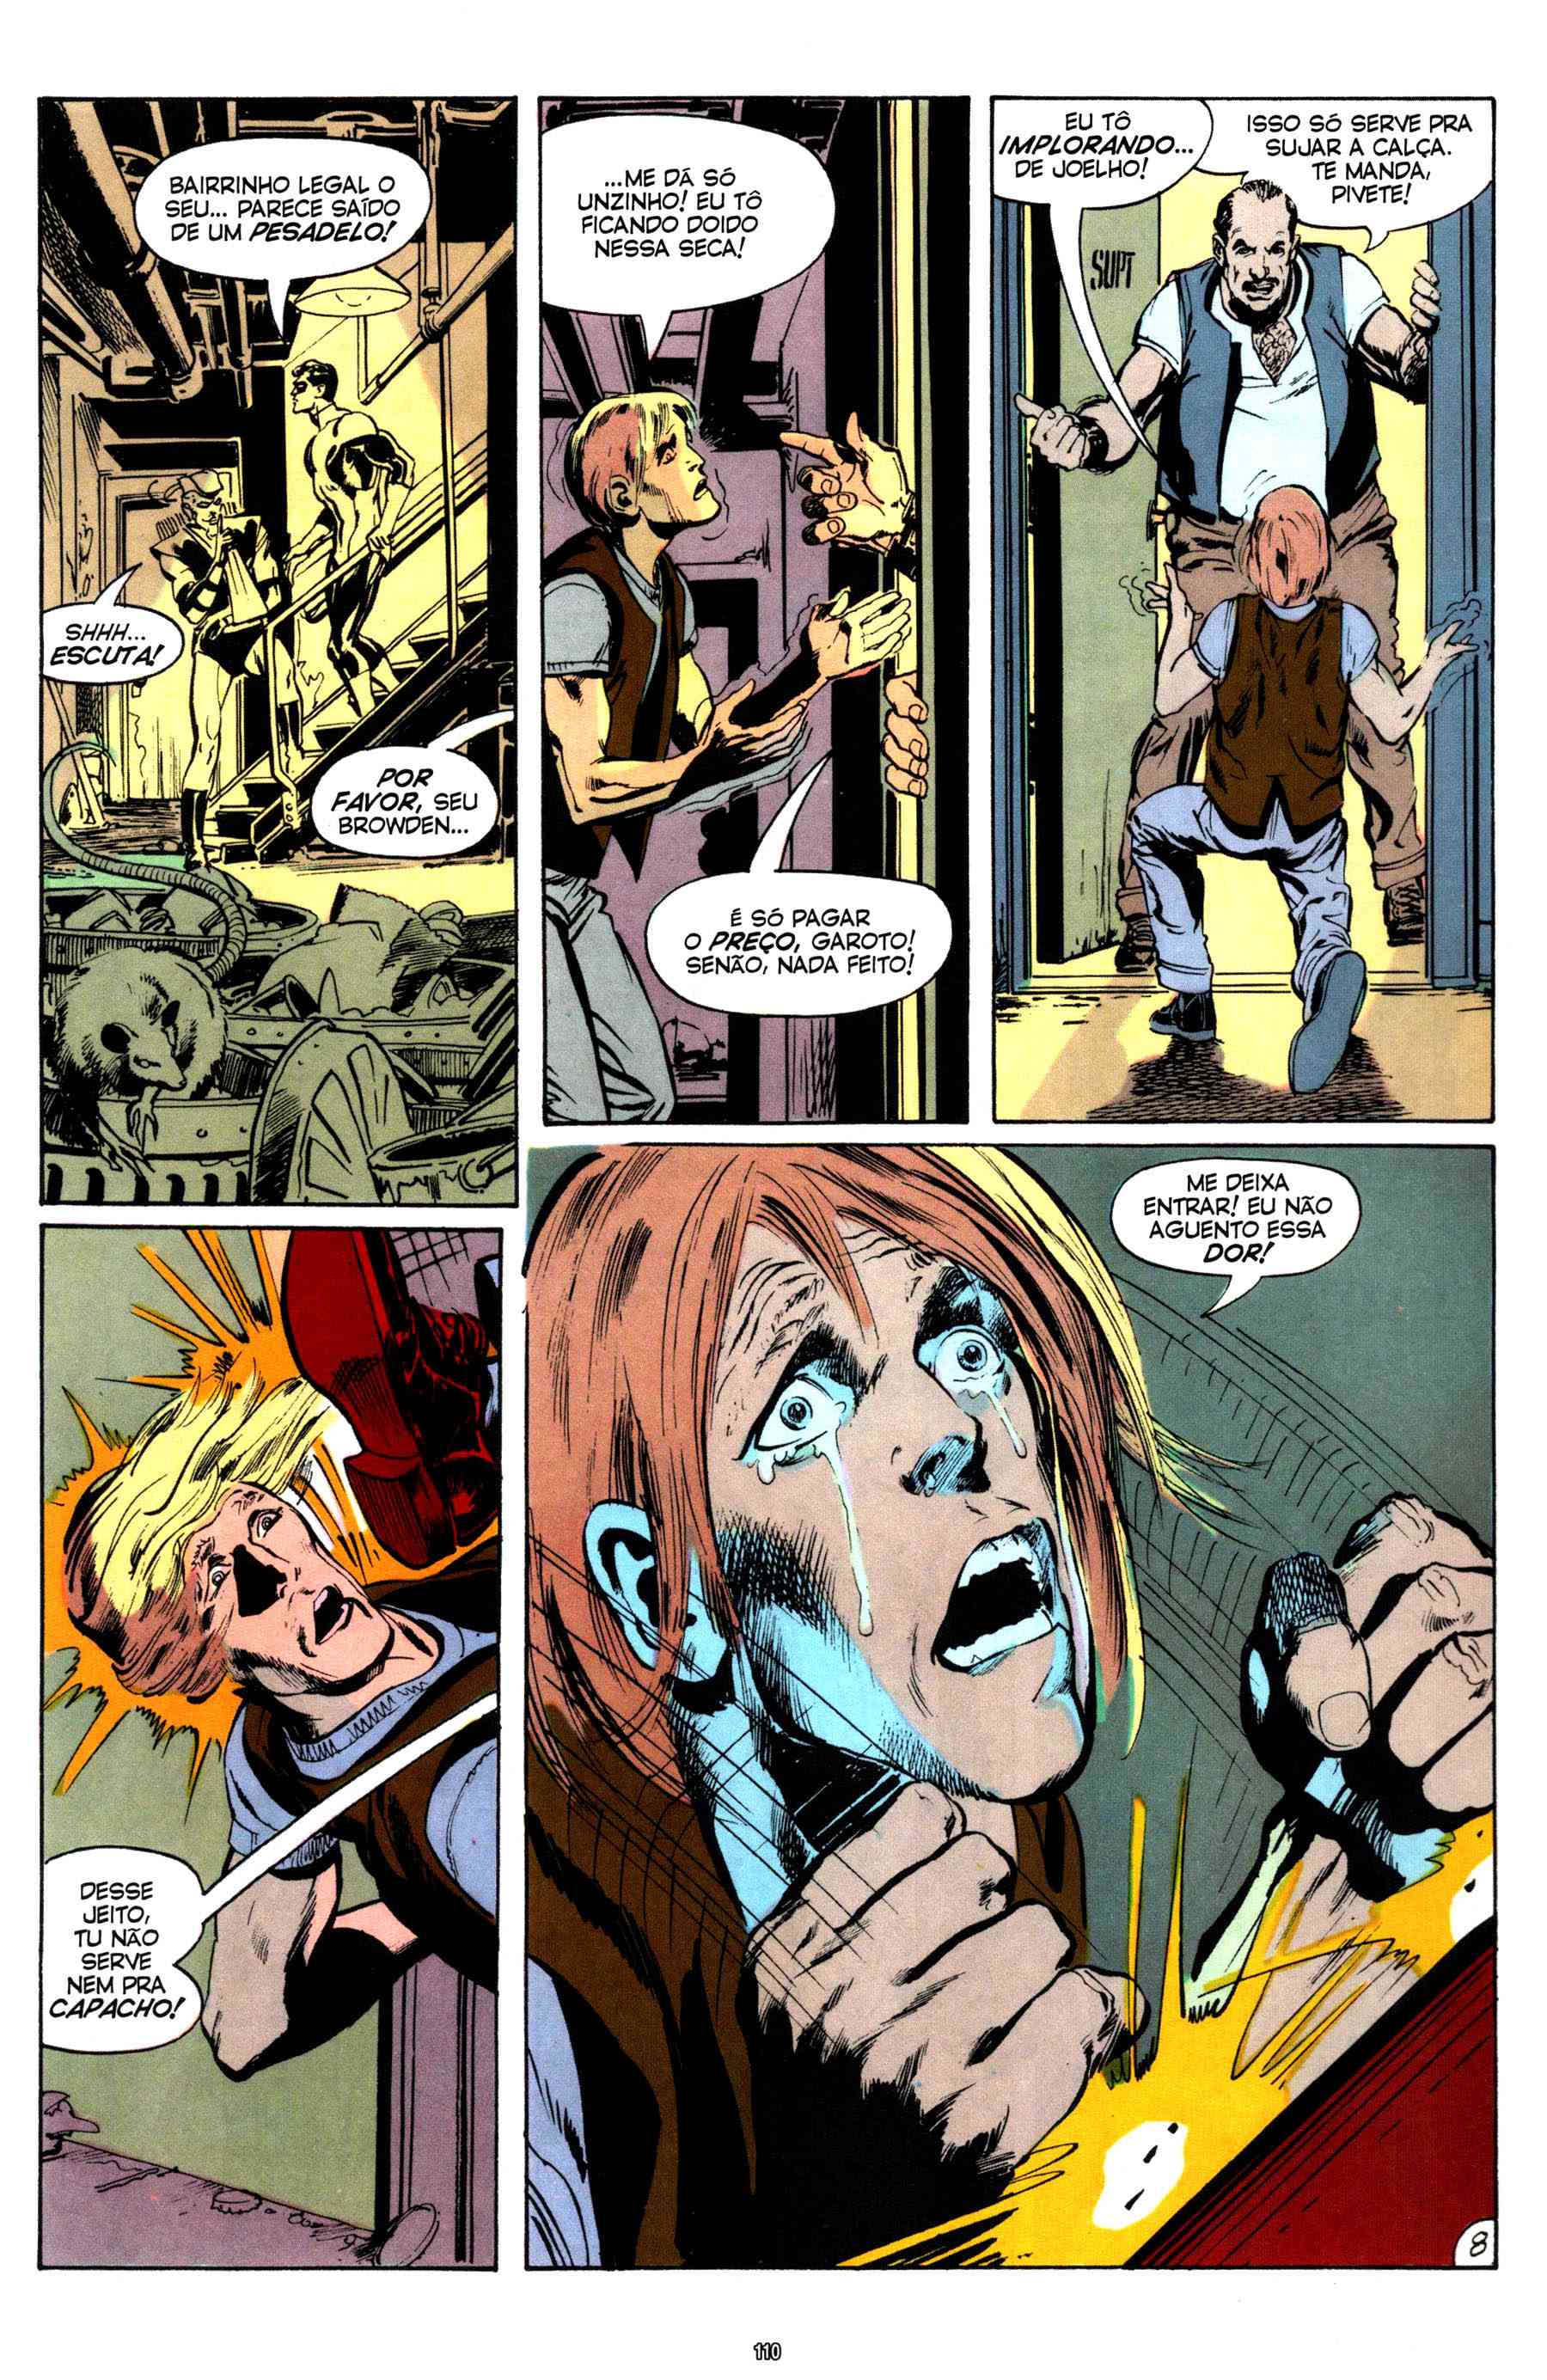 BAIRRINHO LEGAL O
SEU... PARECE SAÍDO
DE UM PESADELO!
SHHH...
ESCUTA!
POR
FAVOR, SEU
BROWDEN...
...ME DÁ SÓ
UNZINHO! EU TÔ
FICANDO DOIDO
NESSA SECA!
É SÓ PAGAR
O PREÇO, GAROTO!
SENÃO, NADA FEITO!
EU TÔ
IMPLORANDO...
DE JOELHO!
ISSO SÓ SERVE PRA
SUJAR A CALÇA.
TE MANDA,
PIVETE!
SUPT
DESSE
JEITO,
TU NÃO
SERVE
NEM PRA
CAPACHO!
ME DEIXA
ENTRAR! EU NÃO
AGUENTO ESSA
DOR!
8
110